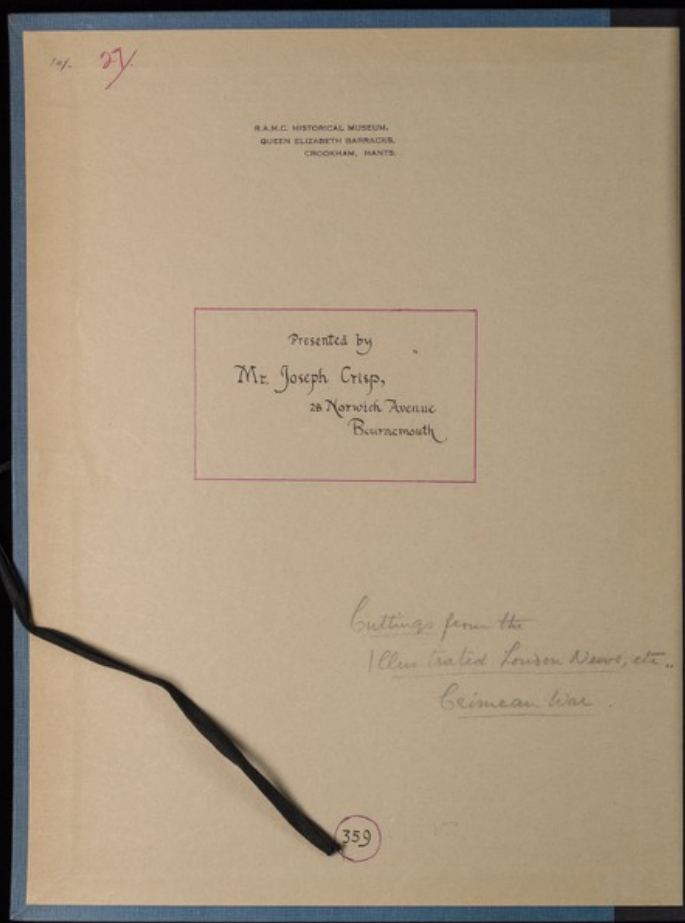 27
R.A.M.C. HISTORICAL MUSEUM,
QUEEN ELIZABETH BARRACKS,
CROOKHAM, HANTS.
Presented by
Mr. Joseph Crisp,
28 Norwich Avenue
Bournemouth
Cuttings from the
Illustrated London News, etc..
Crimean War.
359